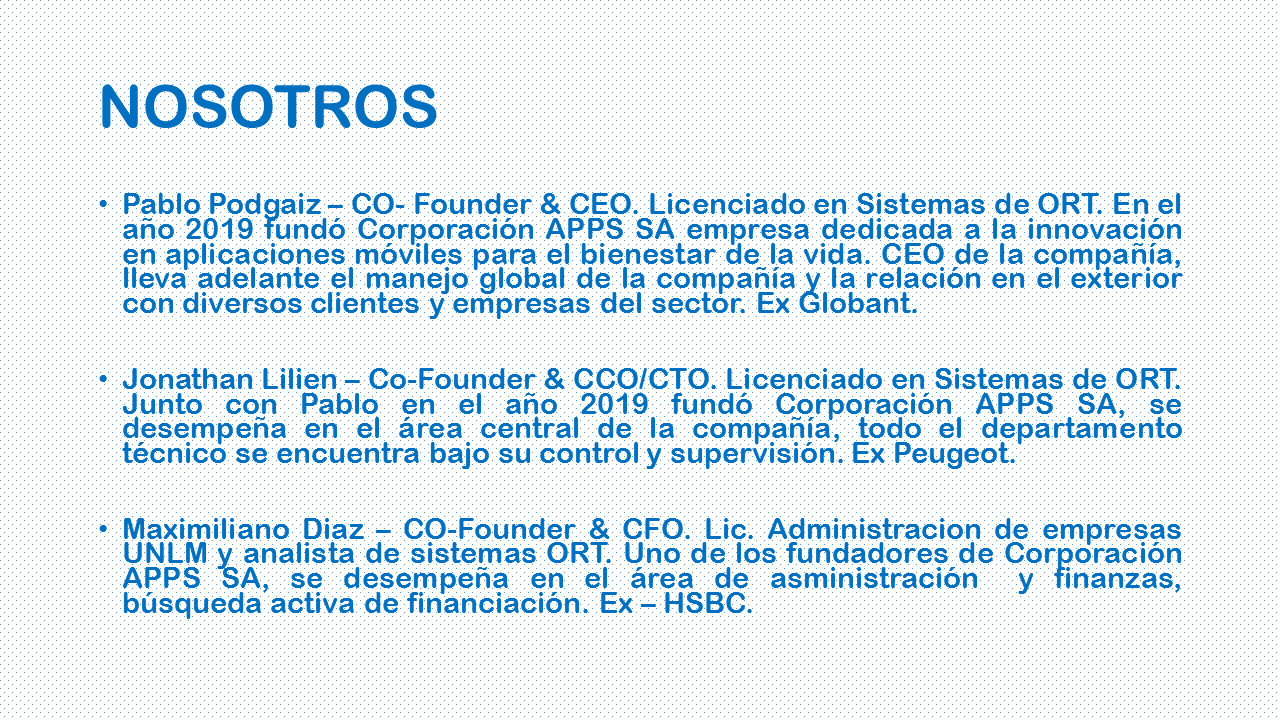 NOSOTROS
• Pablo Podgaiz – CO- Founder & CEO. Licenciado en Sistemas de ORT. En el
año 2019 fundó Corporación APPS SA empresa dedicada a la innovación
en aplicaciones móviles para el bienestar de la vida. CEO de la compañía,
lleva adelante el manejo global de la compañía y la relación en el exterior
con diversos clientes y empresas del sector. Ex Globant.
• Jonathan Lilien – Co-Founder & CCO/CTO. Licenciado en Sistemas de ORT.
Junto con Pablo en el año 2019 fundó Corporación APPS SA, se
desempeña en el área central de la compañía, todo el departamento
técnico se encuentra bajo su control y supervisión. Ex Peugeot.
• Maximiliano Diaz – CO-Founder & CFO. Lic. Administracion de empresas
UNLM y analista de sistemas ORT. Uno de los fundadores de Corporación
APPS SA, se desempeña en el área de asministración y finanzas,
búsqueda activa de financiación. Ex – HSBC.